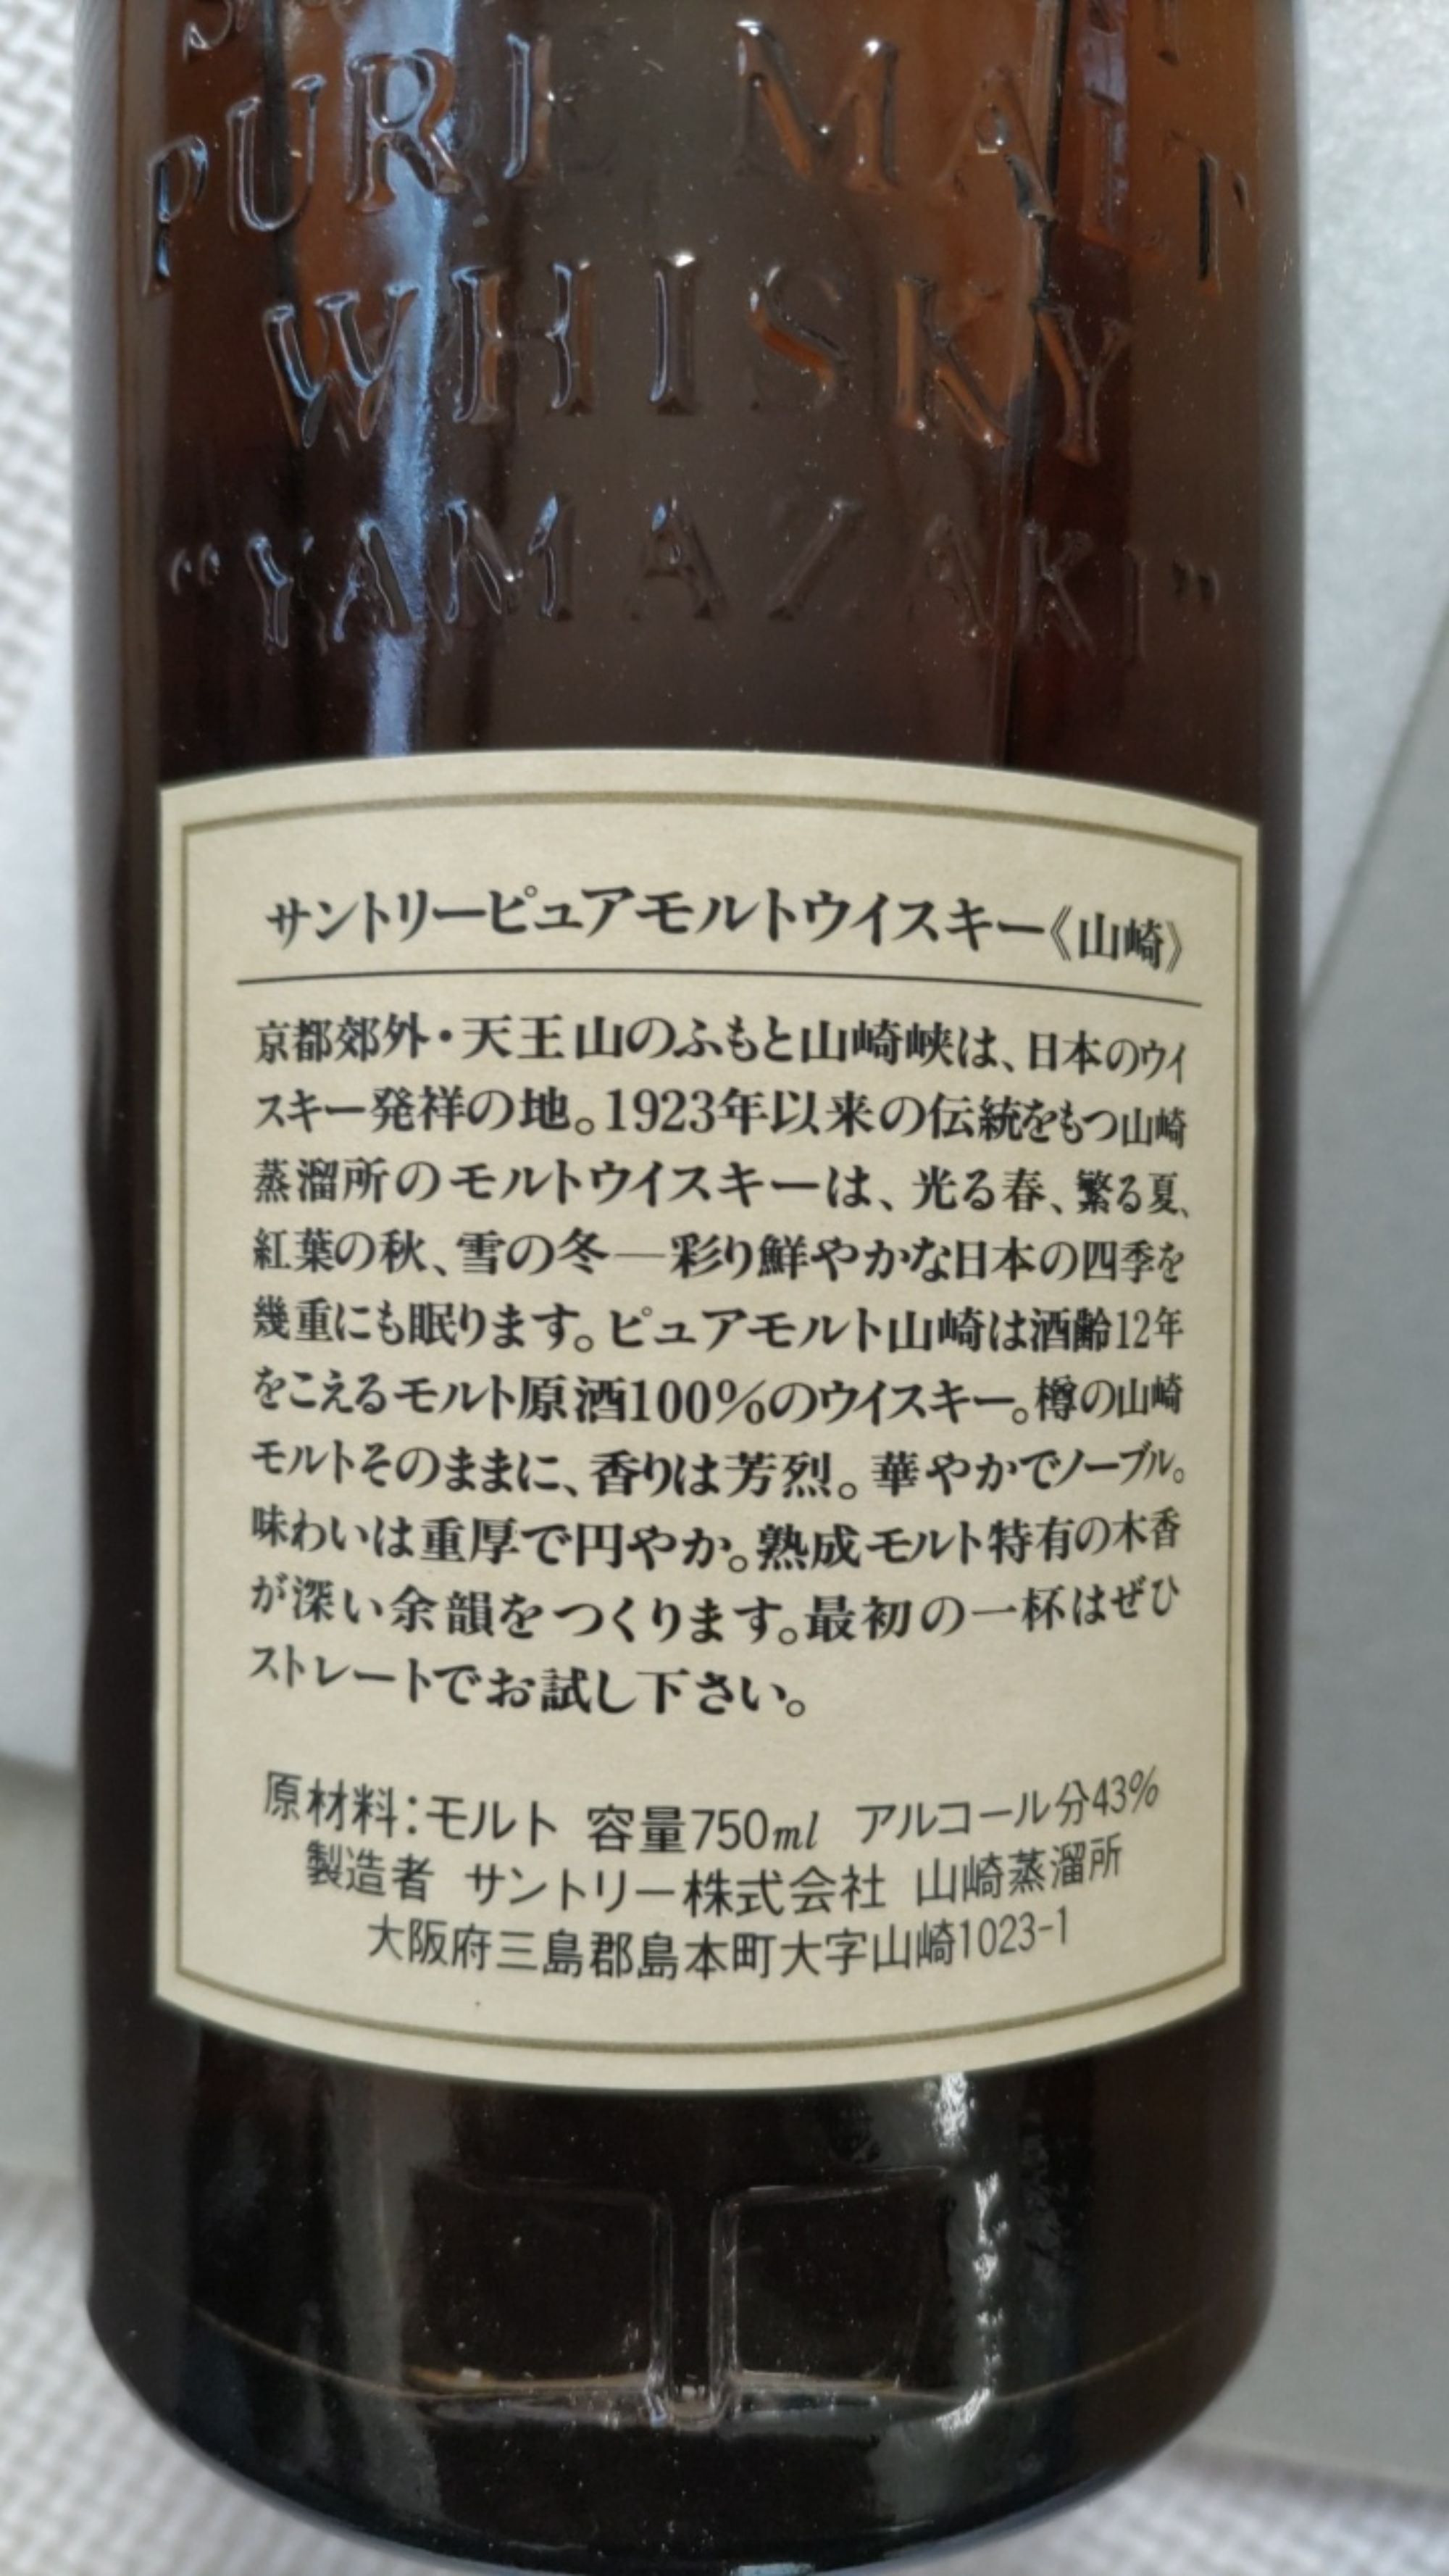 PURE MALT
WHISKY
"YAMAZAKI"
サントリーピュアモルトウイスキー《山崎》
京都郊外・天王山のふもと山崎峡は、日本のウイ
スキー発祥の地。1923年以来の伝統をもつ山崎
蒸溜所のモルトウイスキーは、光る春、繁る夏、
紅葉の秋、雪の冬―彩り鮮やかな日本の四季を
幾重にも眠ります。ピュアモルト山崎は酒齢12年
をこえるモルト原酒100%のウイスキー。樽の山崎
モルトそのままに、香りは芳烈。華やかでノーブル。
味わいは重厚で円やか。熟成モルト特有の木香
が深い余韻をつくります。最初の一杯はぜひ
ストレートでお試し下さい。
原材料:モルト 容量750ml アルコール分43%
製造者 サントリー株式会社 山崎蒸溜所
大阪府三島郡島本町大字山崎1023-1